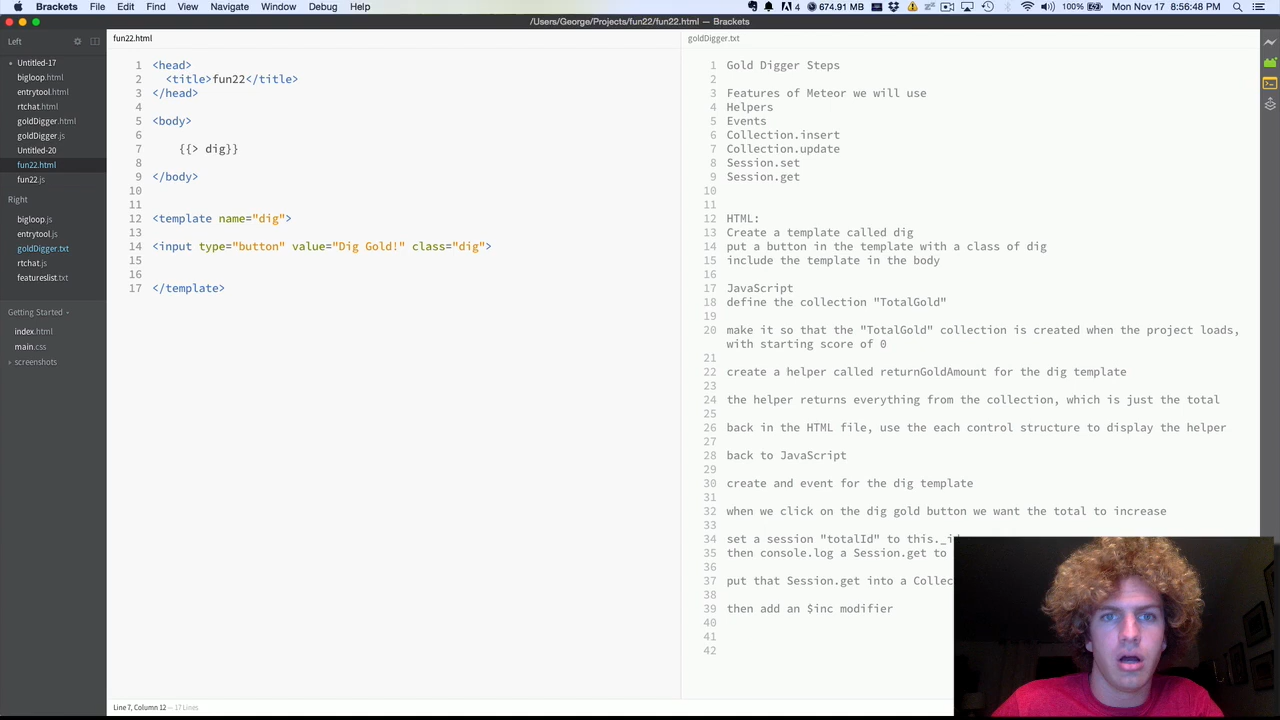 Brackets File Edit Find View Navigate Window Debug Help
4 674.91 MB 100% Mon Nov 17 8:56:48 AM
/Users/George/Projects/fun22/fun22.html — Brackets
Left
Untitled-17
bigloop.html
entrytool.html
rtchat.html
goldDigger.html
goldDigger.js
Untitled-20
fun22.html
fun22.js
Right
bigloop.js
entrytool.js
goldDigger.txt
rtchat.js
featureslist.txt
Getting Started
index.html
main.css
screenshots
fun22.html
1 <head>
2 <title>fun22</title>
3 </head>
4
5 <body>
6
7 {{> dig}}
8
9 </body>
10
11
12 <template name="dig">
13
14 <input type="button" value="Dig Gold!" class="dig">
15
16
17 </template>
Line 7, Column 12 — 17 Lines
goldDigger.txt
1 Gold Digger Steps
2
3 Features of Meteor we will use
4 Helpers
5 Events
6 Collection.insert
7 Collection.update
8 Session.set
9 Session.get
10
11
12 HTML:
13 Create a template called dig
14 put a button in the template with a class of dig
15 include the template in the body
16
17 JavaScript
18 define the collection "TotalGold"
19
20 make it so that the "TotalGold" collection is created when the project loads,
with starting score of 0
21
22 create a helper called returnGoldAmount for the dig template
23
24 the helper returns everything from the collection, which is just the total
25
26 back in the HTML file, use the each control structure to display the helper
27
28 back to JavaScript
29
30 create and event for the dig template
31
32 when we click on the dig gold button we want the total to increase
33
34 set a session "totalId" to
35 then console.log a Session.get to
36
37 put that Session.get into a
38
39 then add an $inc modifier
40
41
42